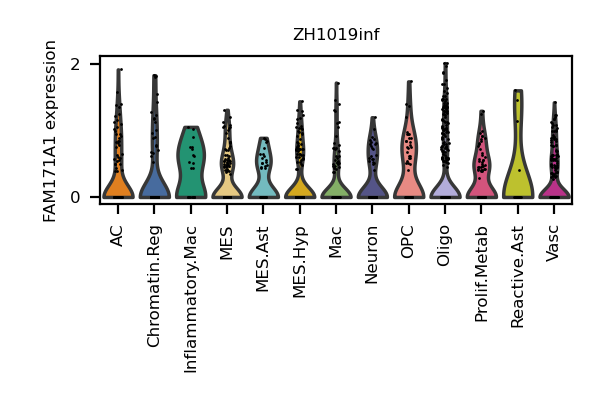 ZH1019inf
FAM171A1 expression
2
0
AC
Chromatin.Reg
Inflammatory.Mac
MES
MES.Ast
MES.Hyp
Mac
Neuron
OPC
Oligo
Prolif.Metab
Reactive.Ast
Vasc